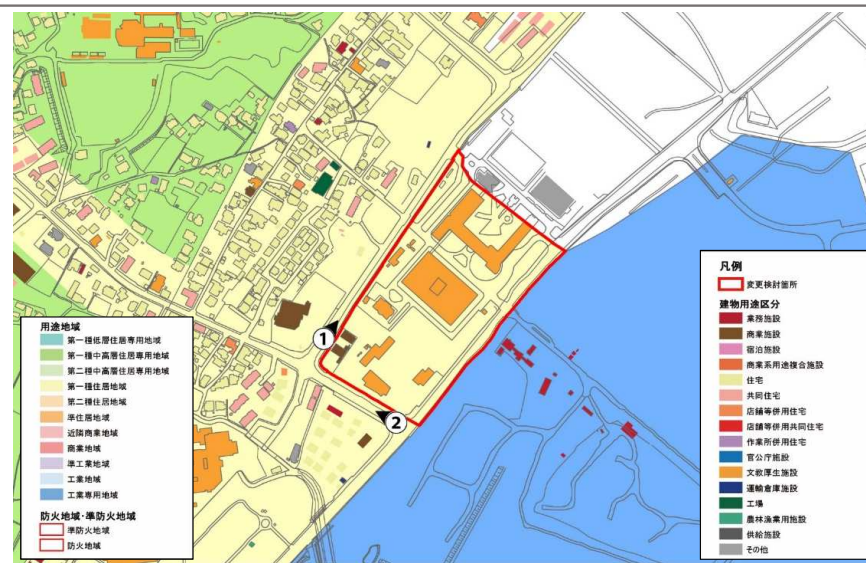 ①
②
用途地域
第一種低層住居専用地域
第一種中高層住居専用地域
第二種中高層住居専用地域
第一種住居地域
第二種住居地域
準住居地域
近隣商業地域
商業地域
準工業地域
工業地域
工業専用地域
防火地域・準防火地域
準防火地域
防火地域
凡例
変更検討箇所
建物用途区分
業務施設
商業施設
宿泊施設
商業系用途複合施設
住宅
共同住宅
店舗等併用住宅
店舗等併用共同住宅
作業所併用住宅
官公庁施設
文教厚生施設
運輸倉庫施設
工場
農林漁業用施設
供給施設
その他